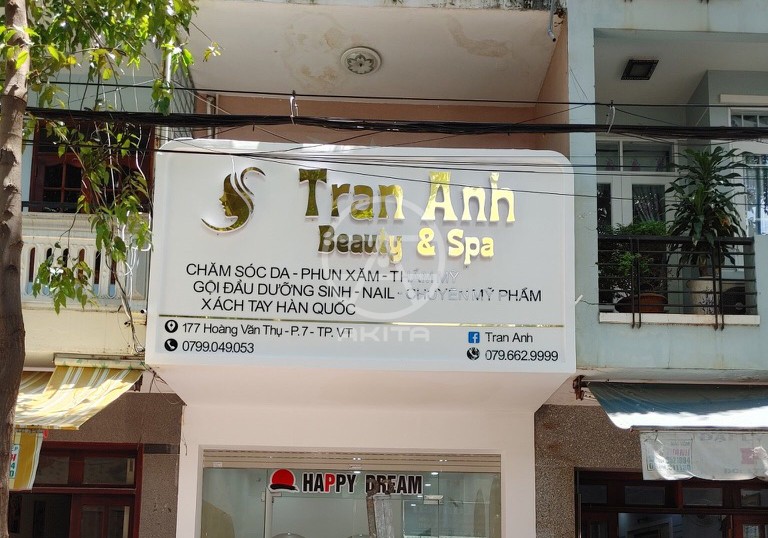 Tran Anh
Beauty & Spa
CHĂM SÓC DA - PHUN XĂM - THẨM MỸ
GỘI ĐẦU DƯỠNG SINH - NAIL - CHUYÊN MỸ PHẨM
XÁCH TAY HÀN QUỐC
177 Hoàng Văn Thụ - P.7 - TP. VT
Tran Anh
0799.049.053
079.662.9999
AKITA
HAPPY DREAM